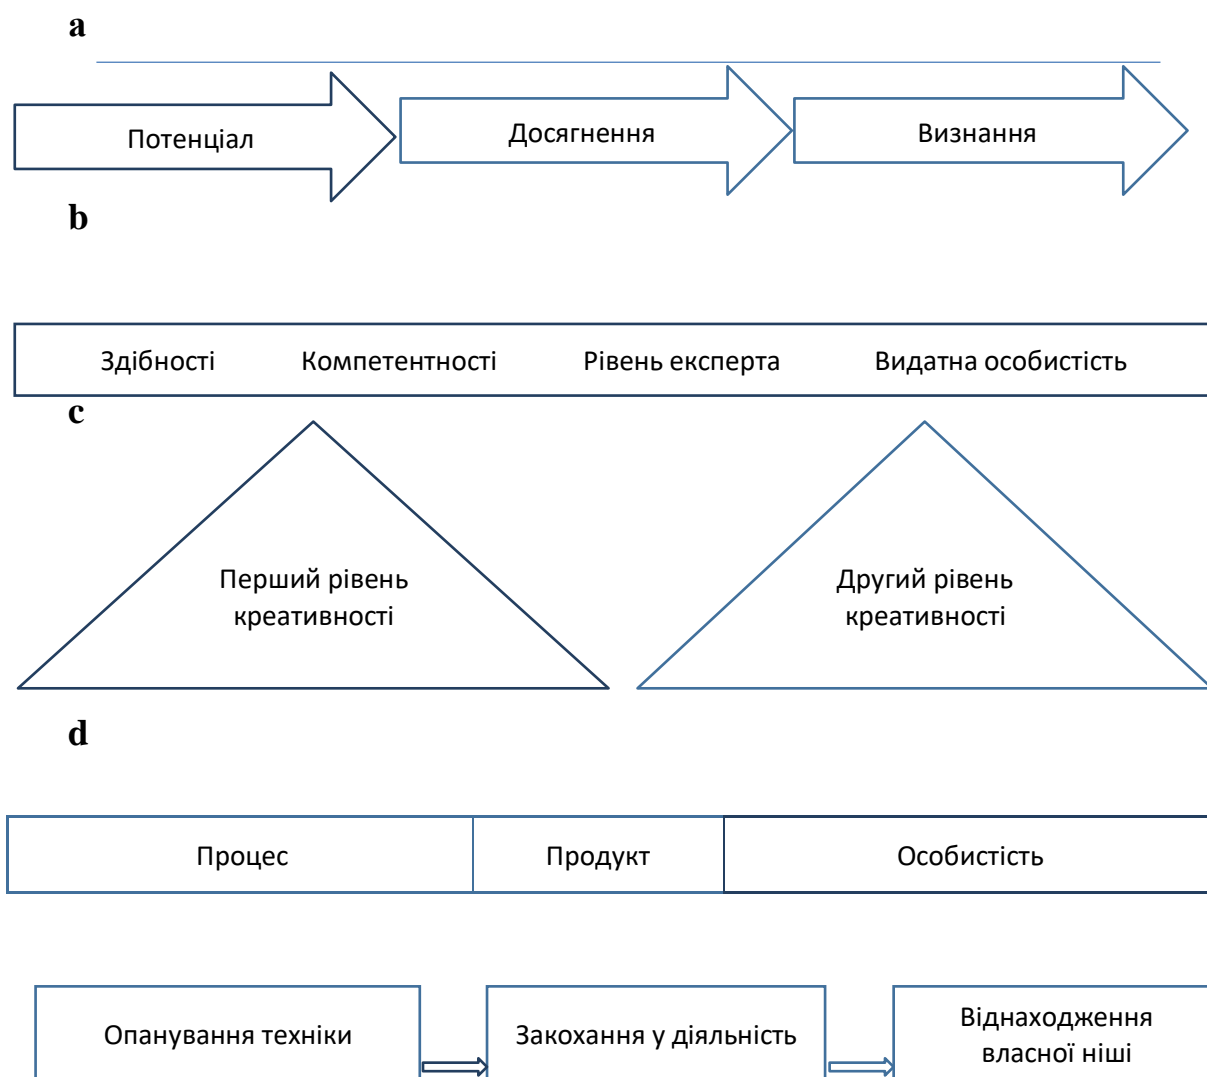 a
Потенціал
Досягнення
Визнання
b
Здібності
Компетентності
Рівень експерта
Видатна особистість
c
Перший рівень
креативності
Другий рівень
креативності
d
Процес
Продукт
Особистість
Опанування техніки
Закохання у діяльність
Віднаходження
власної ніші